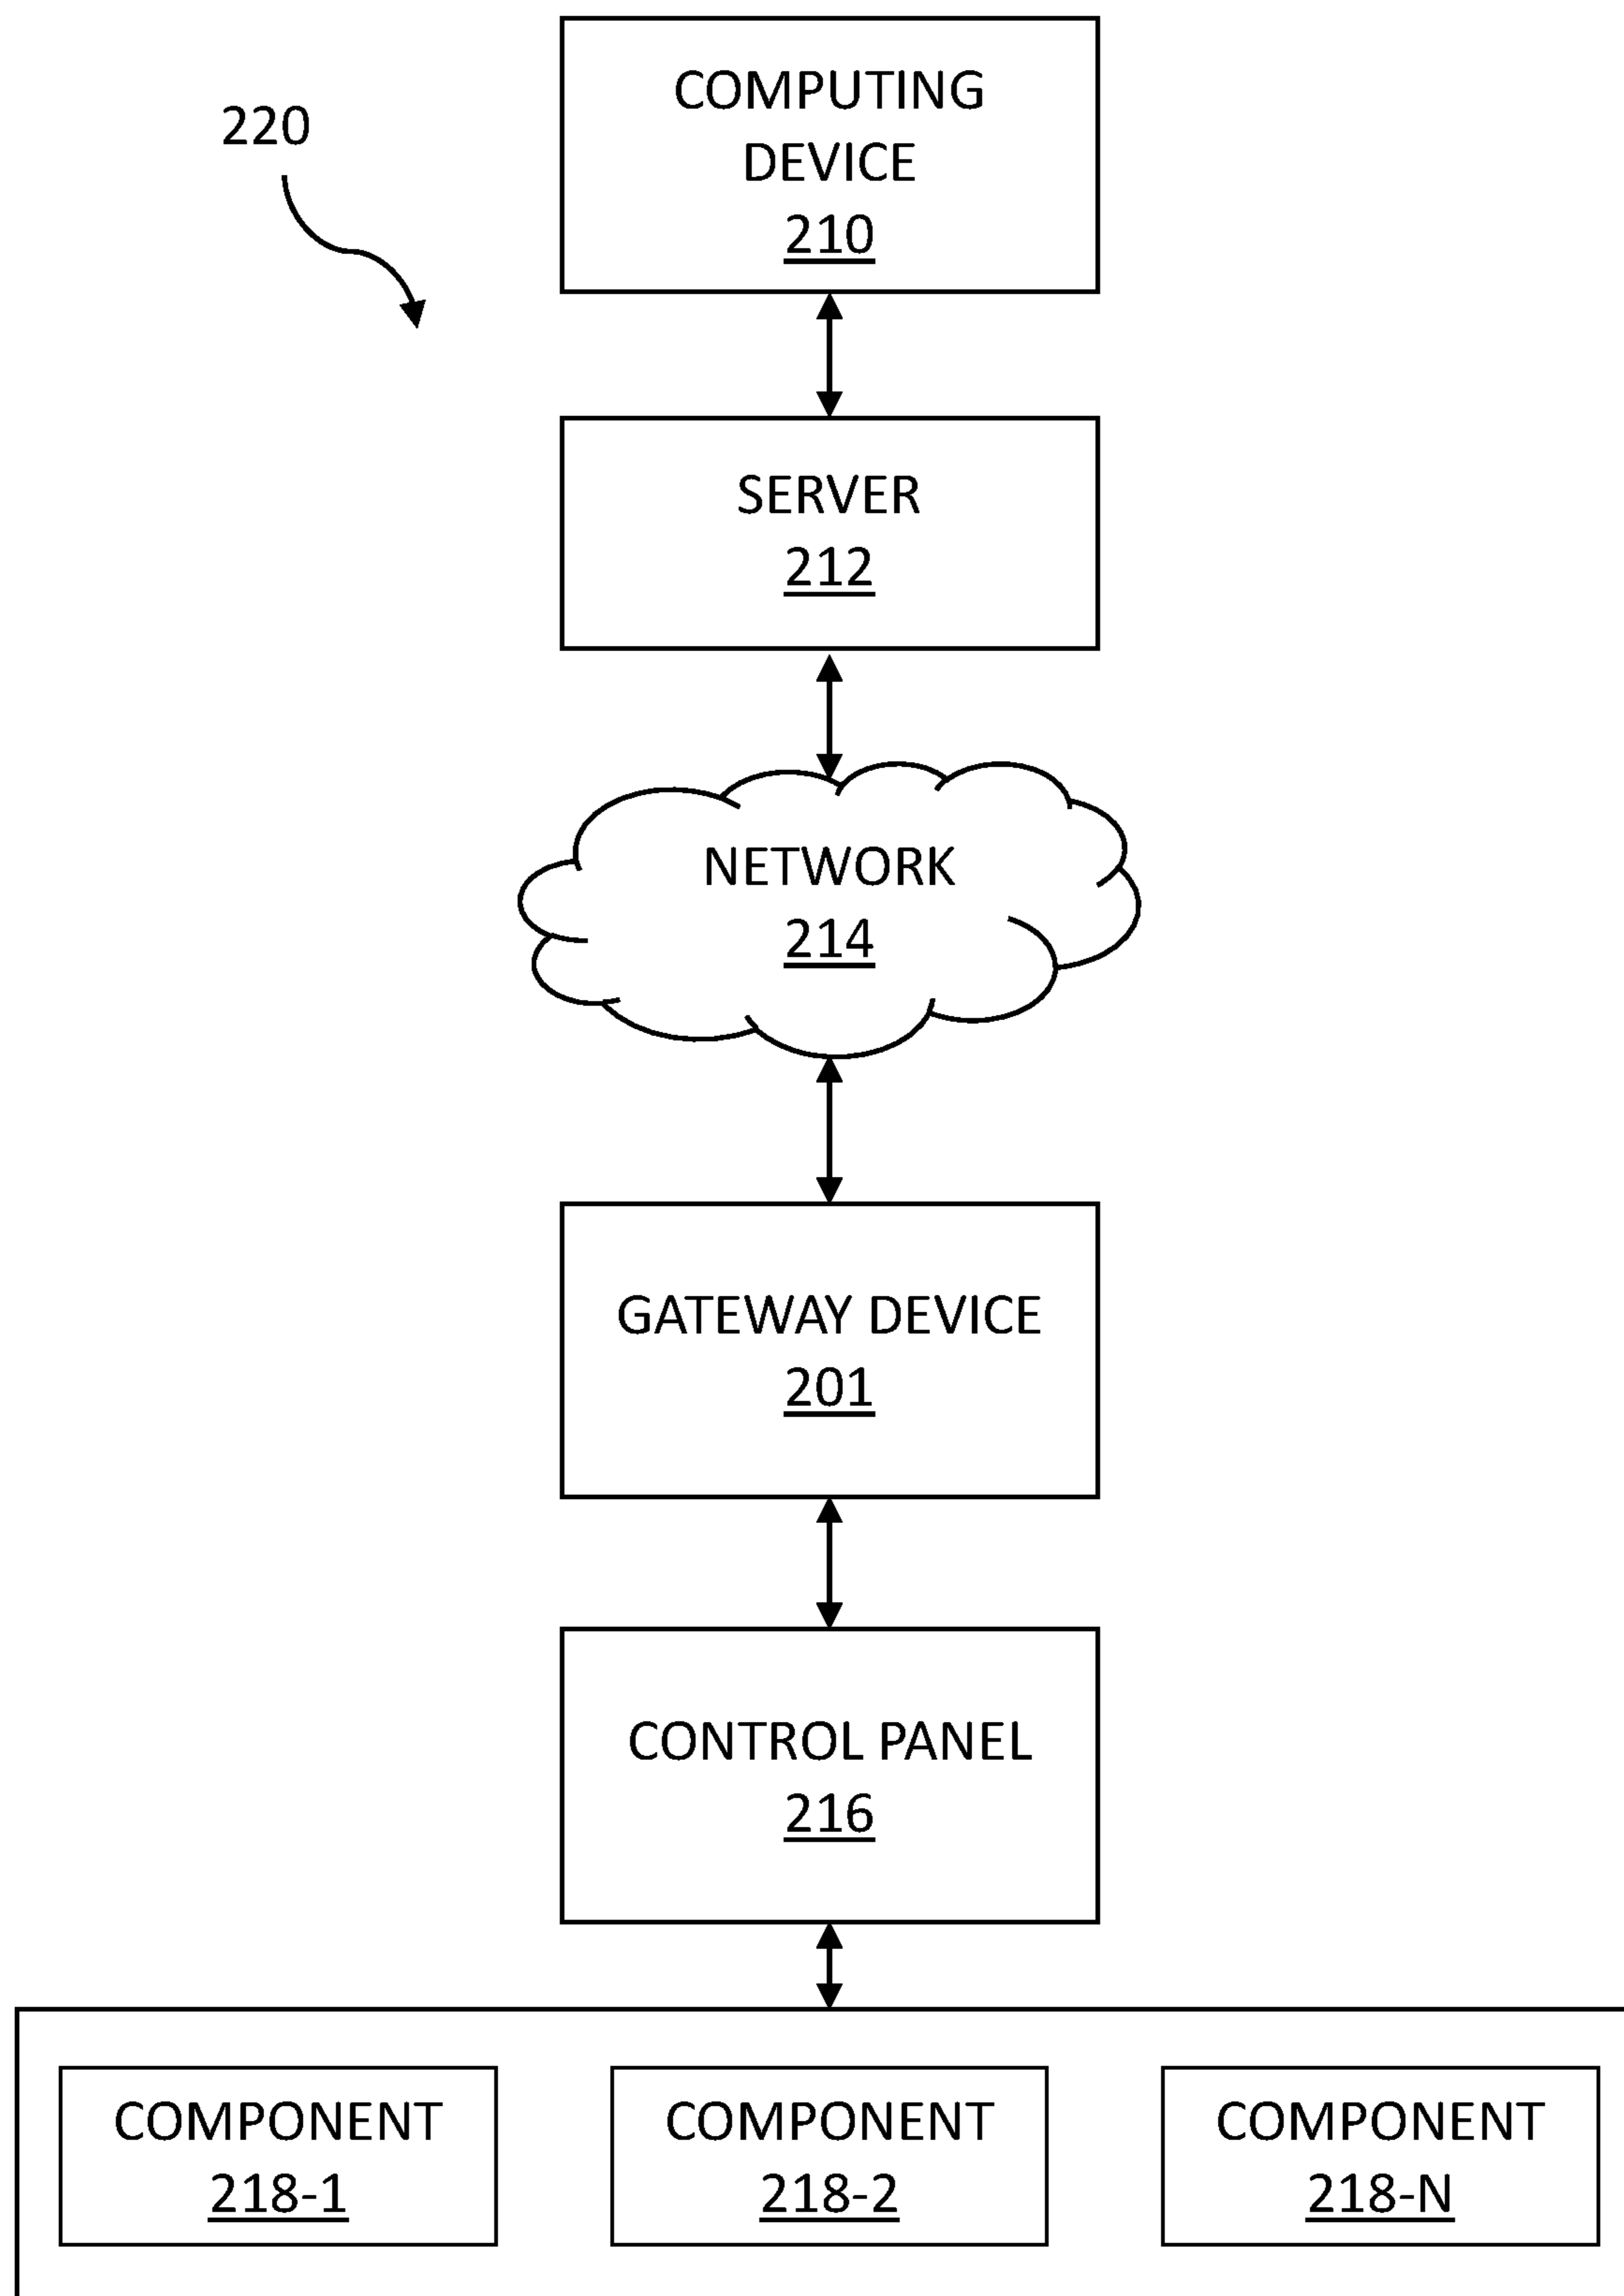 220
COMPUTING
DEVICE
210
SERVER
212
NETWORK
214
GATEWAY DEVICE
201
CONTROL PANEL
216
COMPONENT
218-1
COMPONENT
218-2
COMPONENT
218-N